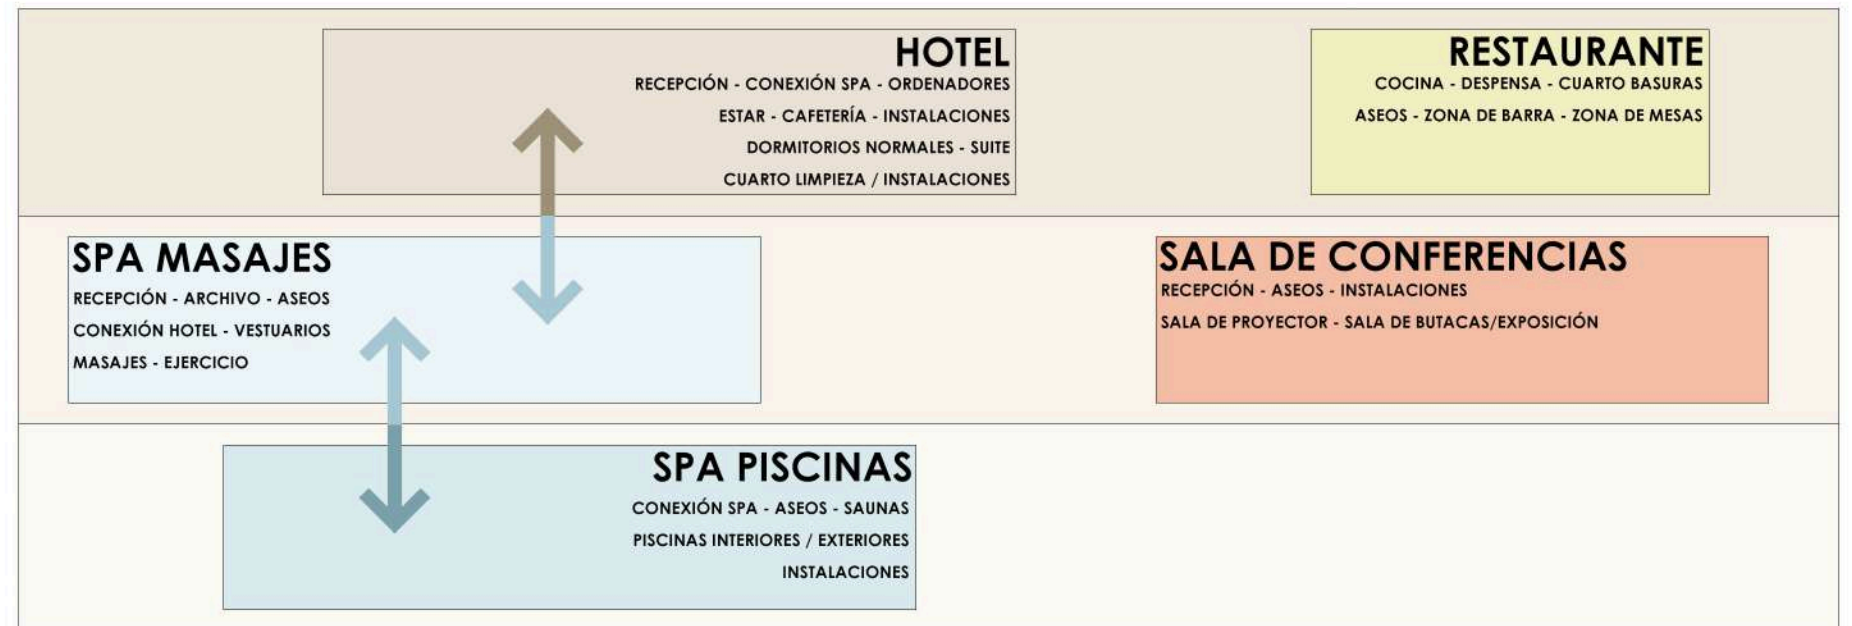 HOTEL
RECEPCIÓN - CONEXIÓN SPA - ORDENADORES
ESTAR - CAFETERÍA - INSTALACIONES
DORMITORIOS NORMALES - SUITE
CUARTO LIMPIEZA / INSTALACIONES
RESTAURANTE
COCINA - DESPENSA - CUARTO BASURAS
ASEOS - ZONA DE BARRA - ZONA DE MESAS
SPA MASAJES
RECEPCIÓN - ARCHIVO - ASEOS
CONEXIÓN HOTEL - VESTUARIOS
MASAJES - EJERCICIO
SALA DE CONFERENCIAS
RECEPCIÓN - ASEOS - INSTALACIONES
SALA DE PROYECTOR - SALA DE BUTACAS/EXPOSICIÓN
SPA PISCINAS
CONEXIÓN SPA - ASEOS - SAUNAS
PISCINAS INTERIORES / EXTERIORES
INSTALACIONES